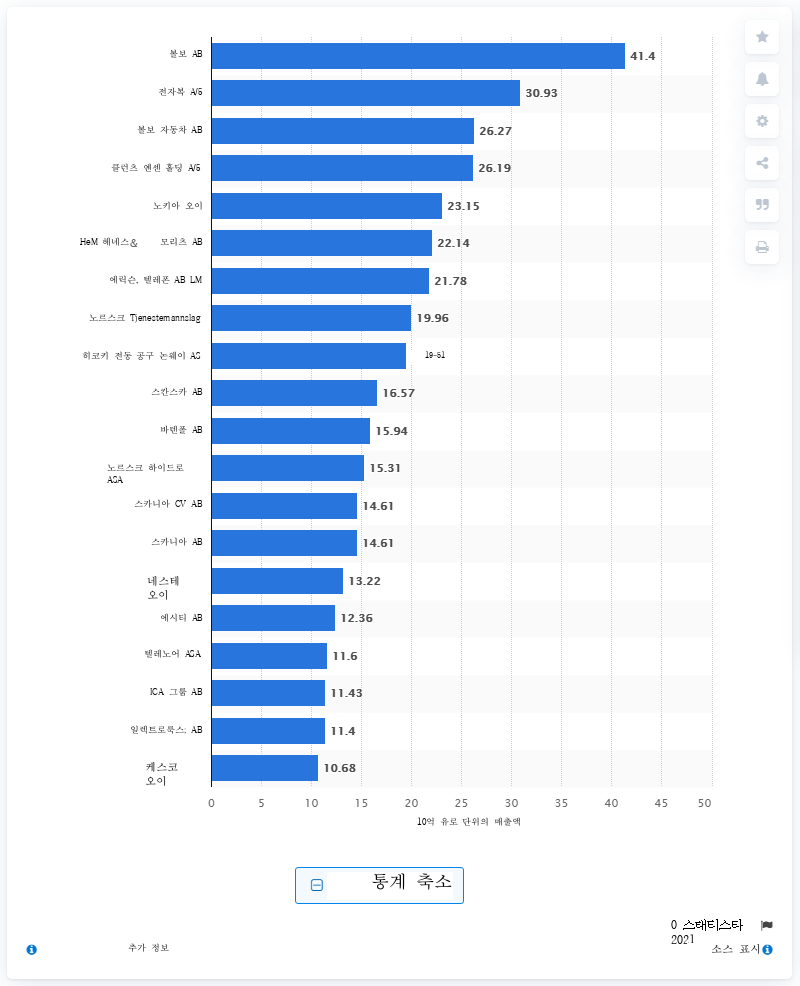 볼보 AB
41.4
전자복 A/S
30.93
볼보 자동차 AB
26.27
클런츠 엔센 홀딩 A/S
26.19
노키아 오이
23.15
HeM 헤네스& 모리츠 AB
22.14
에릭슨, 텔레폰 AB LM
21.78
노르스크 Tjenestemannslag
19.96
히코키 전동 공구 논웨이 AS
19-51
스칸스카 AB
16.57
바텐폴 AB
15.94
노르스크 하이드로
ASA
15.31
스카니아 CV AB
14.61
스카니아 AB
14.61
네스테
오이
13.22
에시티 AB
12.36
텔레노어 ASA
11.6
ICA 그룹 AB
11.43
일렉트로룩스; AB
11.4
케스코
오이
10.68
0 5 10 15 20 25 30 35 40 45 50
10억 유로 단위의 매출액
통계 축소
0 스태티스타
2021
추가 정보
소스 표시